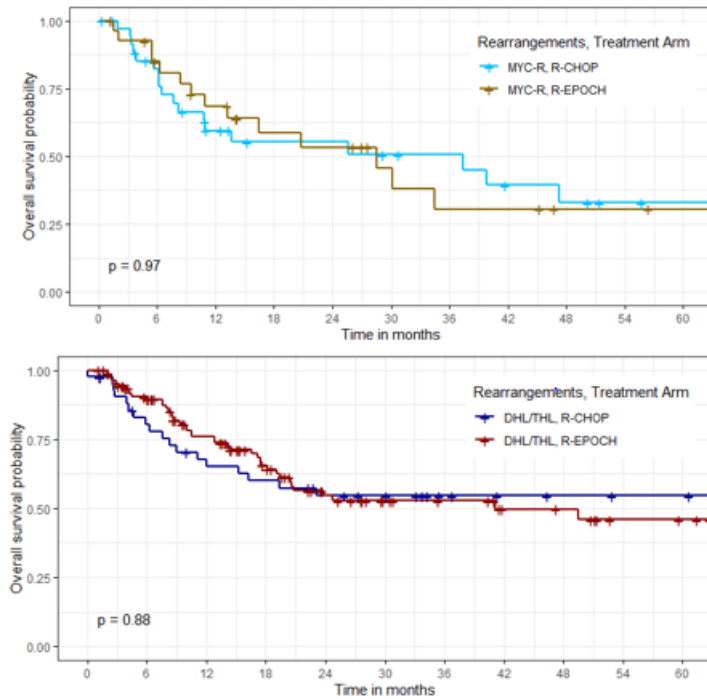 1.00
0.75
0.50
0.25
0.00
Overall survival probability
Rearrangements, Treatment Arm
MYC-R, R-CHOP
MYC-R, R-EPOCH
p = 0.97
0 6 12 18 24 30 36 42 48 54 60
Time in months
1.00
0.75
0.50
0.25
0.00
Overall survival probability
Rearrangements, Treatment Arm
DHL/THL, R-CHOP
DHL/THL, R-EPOCH
p = 0.88
0 6 12 18 24 30 36 42 48 54 60
Time in months